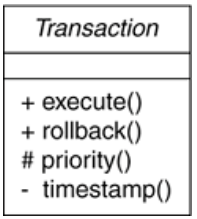 Transaction
+ execute()
+ rollback()
# priority()
- timestamp()